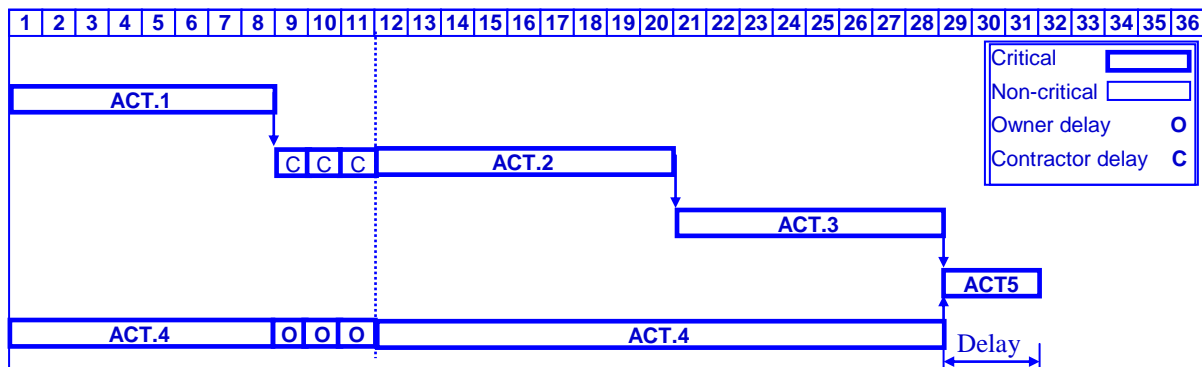 1 2 3 4 5 6 7 8 9 10 11 12 13 14 15 16 17 18 19 20 21 22 23 24 25 26 27 28 29 30 31 32 33 34 35 36
Critical
Non-critical
Owner delay O
Contractor delay C
ACT.1
C C C ACT.2
ACT.3
ACT5
ACT.4 O O O ACT.4
Delay